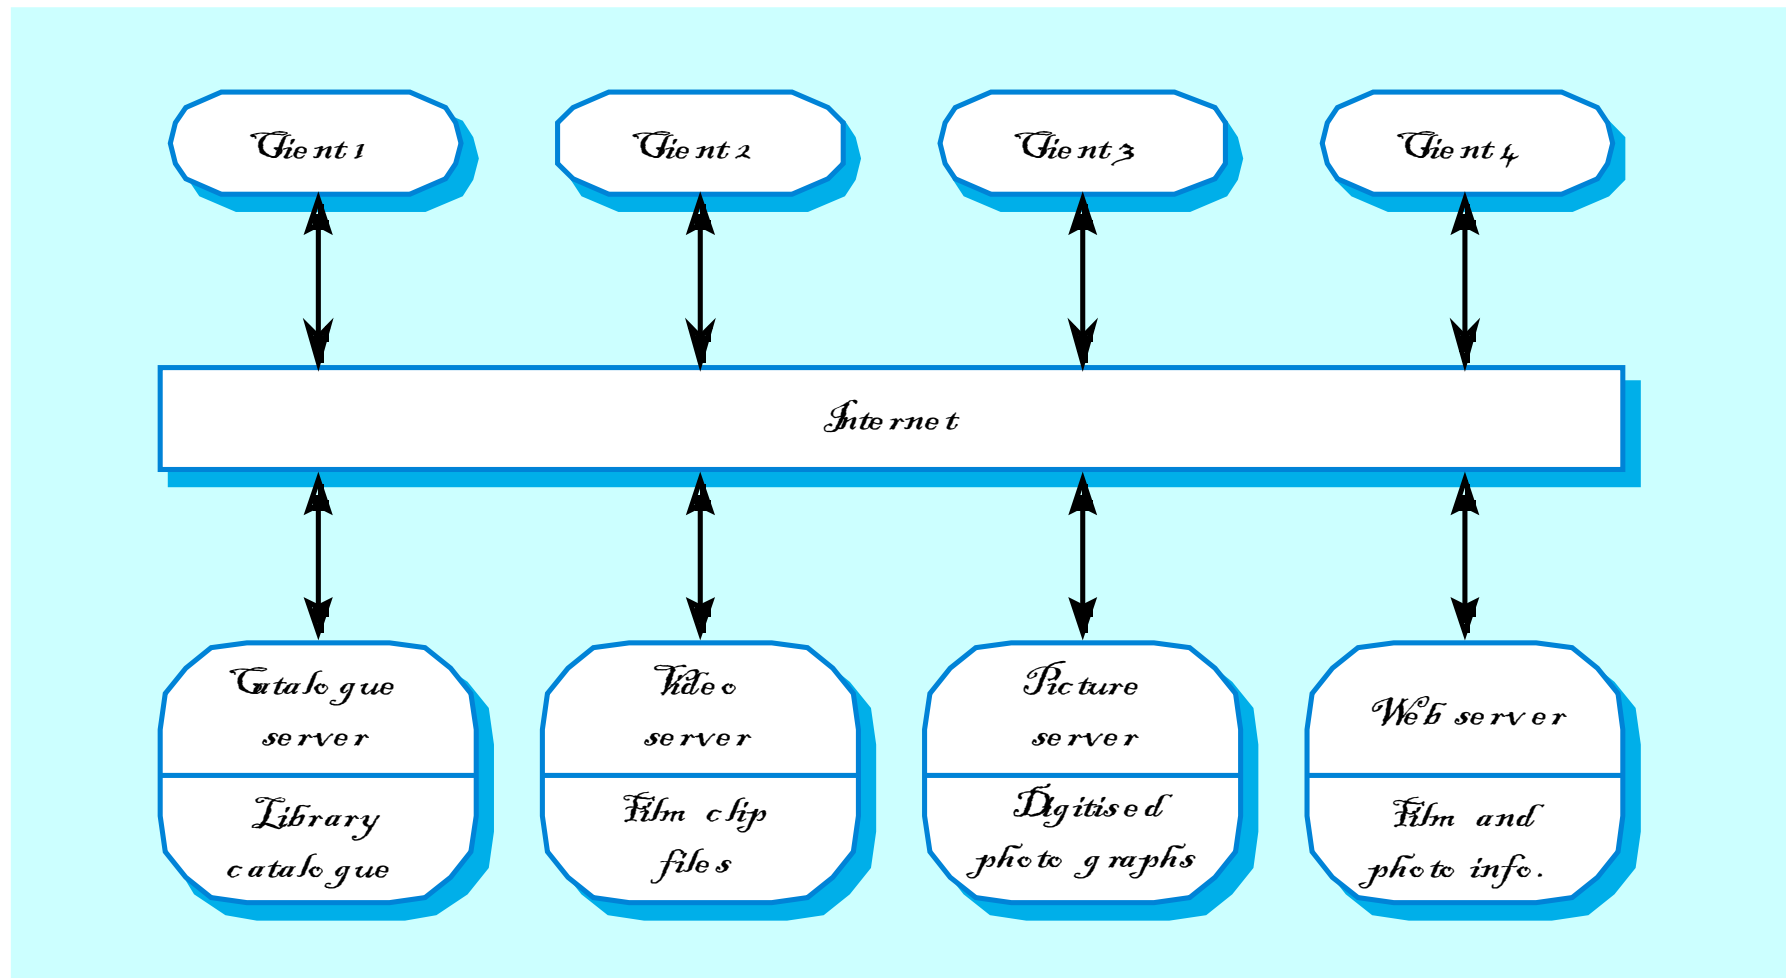 Client 1
Client 2
Client 3
Client 4
Internet
Catalogue
server
Video
server
Picture
server
Web server
Library
catalogue
Film clip
files
Digitised
photographs
Film and
photo info.